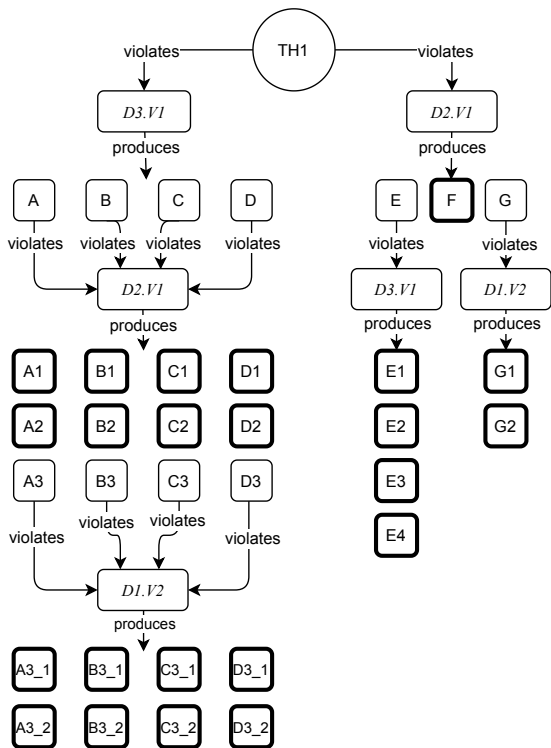 TH1
violates
violates
D3.V1
D2.V1
produces
produces
A
B
C
D
E
F
G
violates
violates
violates
violates
violates
violates
D2.V1
D3.V1
D1.V2
produces
produces
produces
A1
B1
C1
D1
E1
G1
A2
B2
C2
D2
E2
G2
A3
B3
C3
D3
E3
violates
violates
violates
violates
E4
D1.V2
produces
A3_1
B3_1
C3_1
D3_1
A3_2
B3_2
C3_2
D3_2